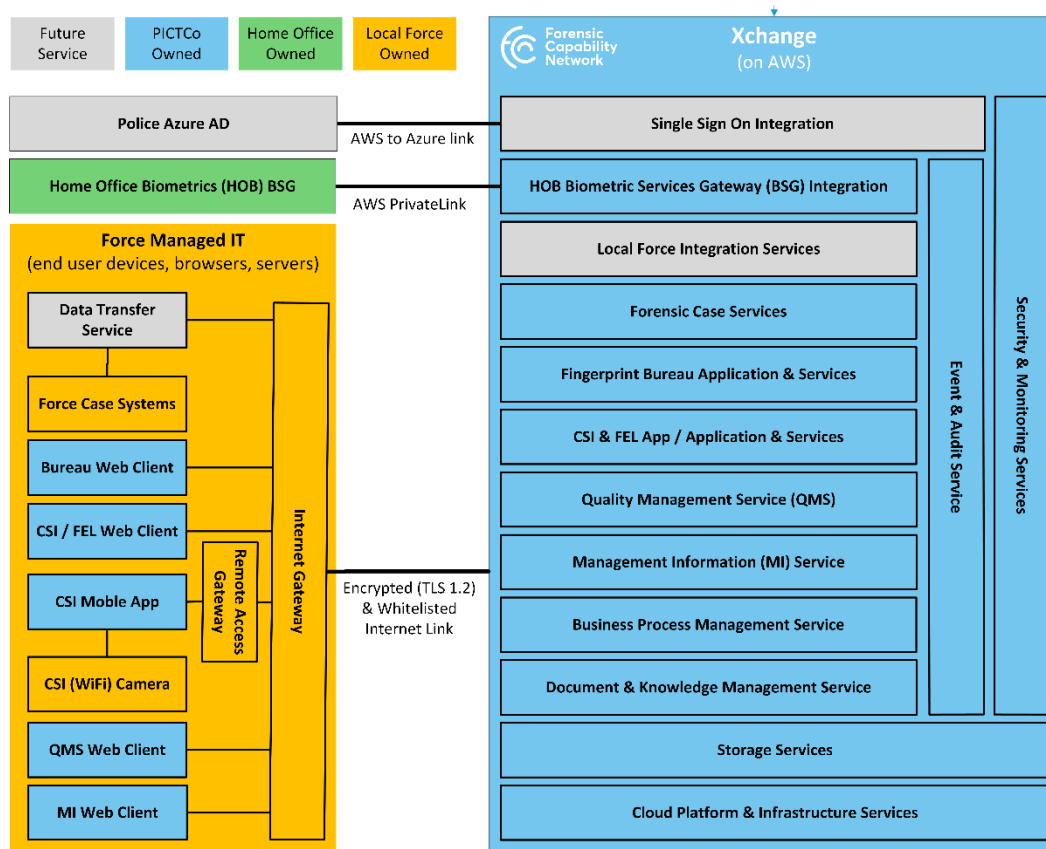 Future
Service
PICTCo
Owned
Home Office
Owned
Local Force
Owned
Forensic
Capability
Network
Xchange
(on AWS)
Police Azure AD
AWS to Azure link
Single Sign On Integration
Home Office Biometrics (HOB) BSG
AWS PrivateLink
HOB Biometric Services Gateway (BSG) Integration
Force Managed IT
(end user devices, browsers, servers)
Data Transfer
Service
Force Case Systems
Bureau Web Client
CSI / FEL Web Client
CSI Moble App
CSI (WiFi) Camera
QMS Web Client
MI Web Client
Remote Access
Gateway
Internet Gateway
Encrypted (TLS 1.2)
& Whitelisted
Internet Link
Local Force Integration Services
Forensic Case Services
Fingerprint Bureau Application & Services
CSI & FEL App / Application & Services
Quality Management Service (QMS)
Management Information (MI) Service
Business Process Management Service
Document & Knowledge Management Service
Event & Audit Service
Security & Monitoring Services
Storage Services
Cloud Platform & Infrastructure Services